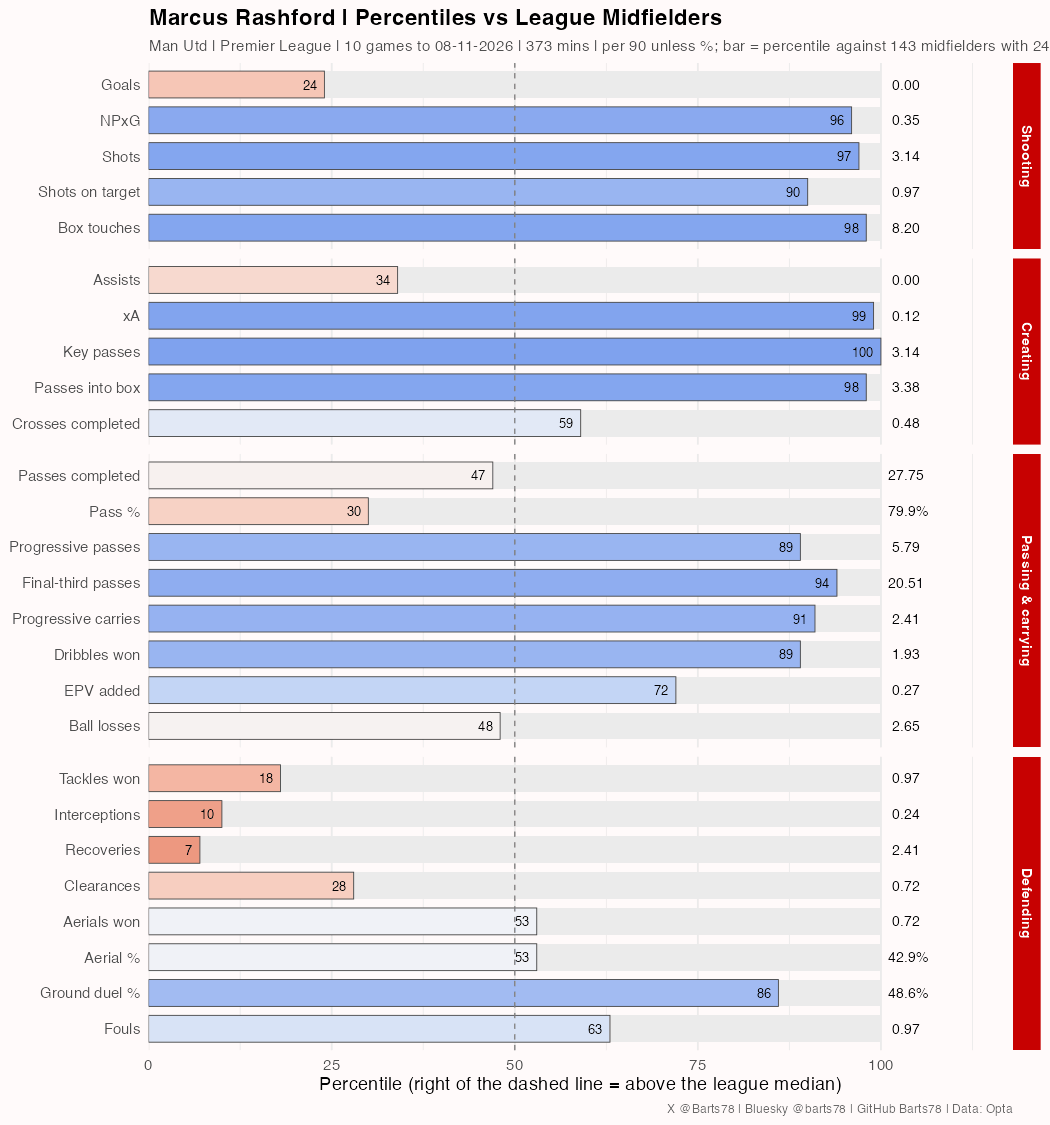 Marcus Rashford | Percentiles vs League Midfielders
Man Utd | Premier League | 10 games to 08-11-2026 | 373 mins | per 90 unless %; bar = percentile against 143 midfielders with 24
Goals 24 0.00
NPxG 96 0.35
Shots 97 3.14
Shots on target 90 0.97
Box touches 98 8.20
Shooting
Assists 34 0.00
xA 99 0.12
Key passes 100 3.14
Passes into box 98 3.38
Crosses completed 59 0.48
Creating
Passes completed 47 27.75
Pass % 30 79.9%
Progressive passes 89 5.79
Final-third passes 94 20.51
Progressive carries 91 2.41
Dribbles won 89 1.93
EPV added 72 0.27
Ball losses 48 2.65
Passing & carrying
Tackles won 18 0.97
Interceptions 10 0.24
Recoveries 7 2.41
Clearances 28 0.72
Aerials won 53 0.72
Aerial % 53 42.9%
Ground duel % 86 48.6%
Fouls 63 0.97
Defending
0 25 50 75 100
Percentile (right of the dashed line = above the league median)
X @Barts78 | Bluesky @barts78 | GitHub Barts78 | Data: Opta